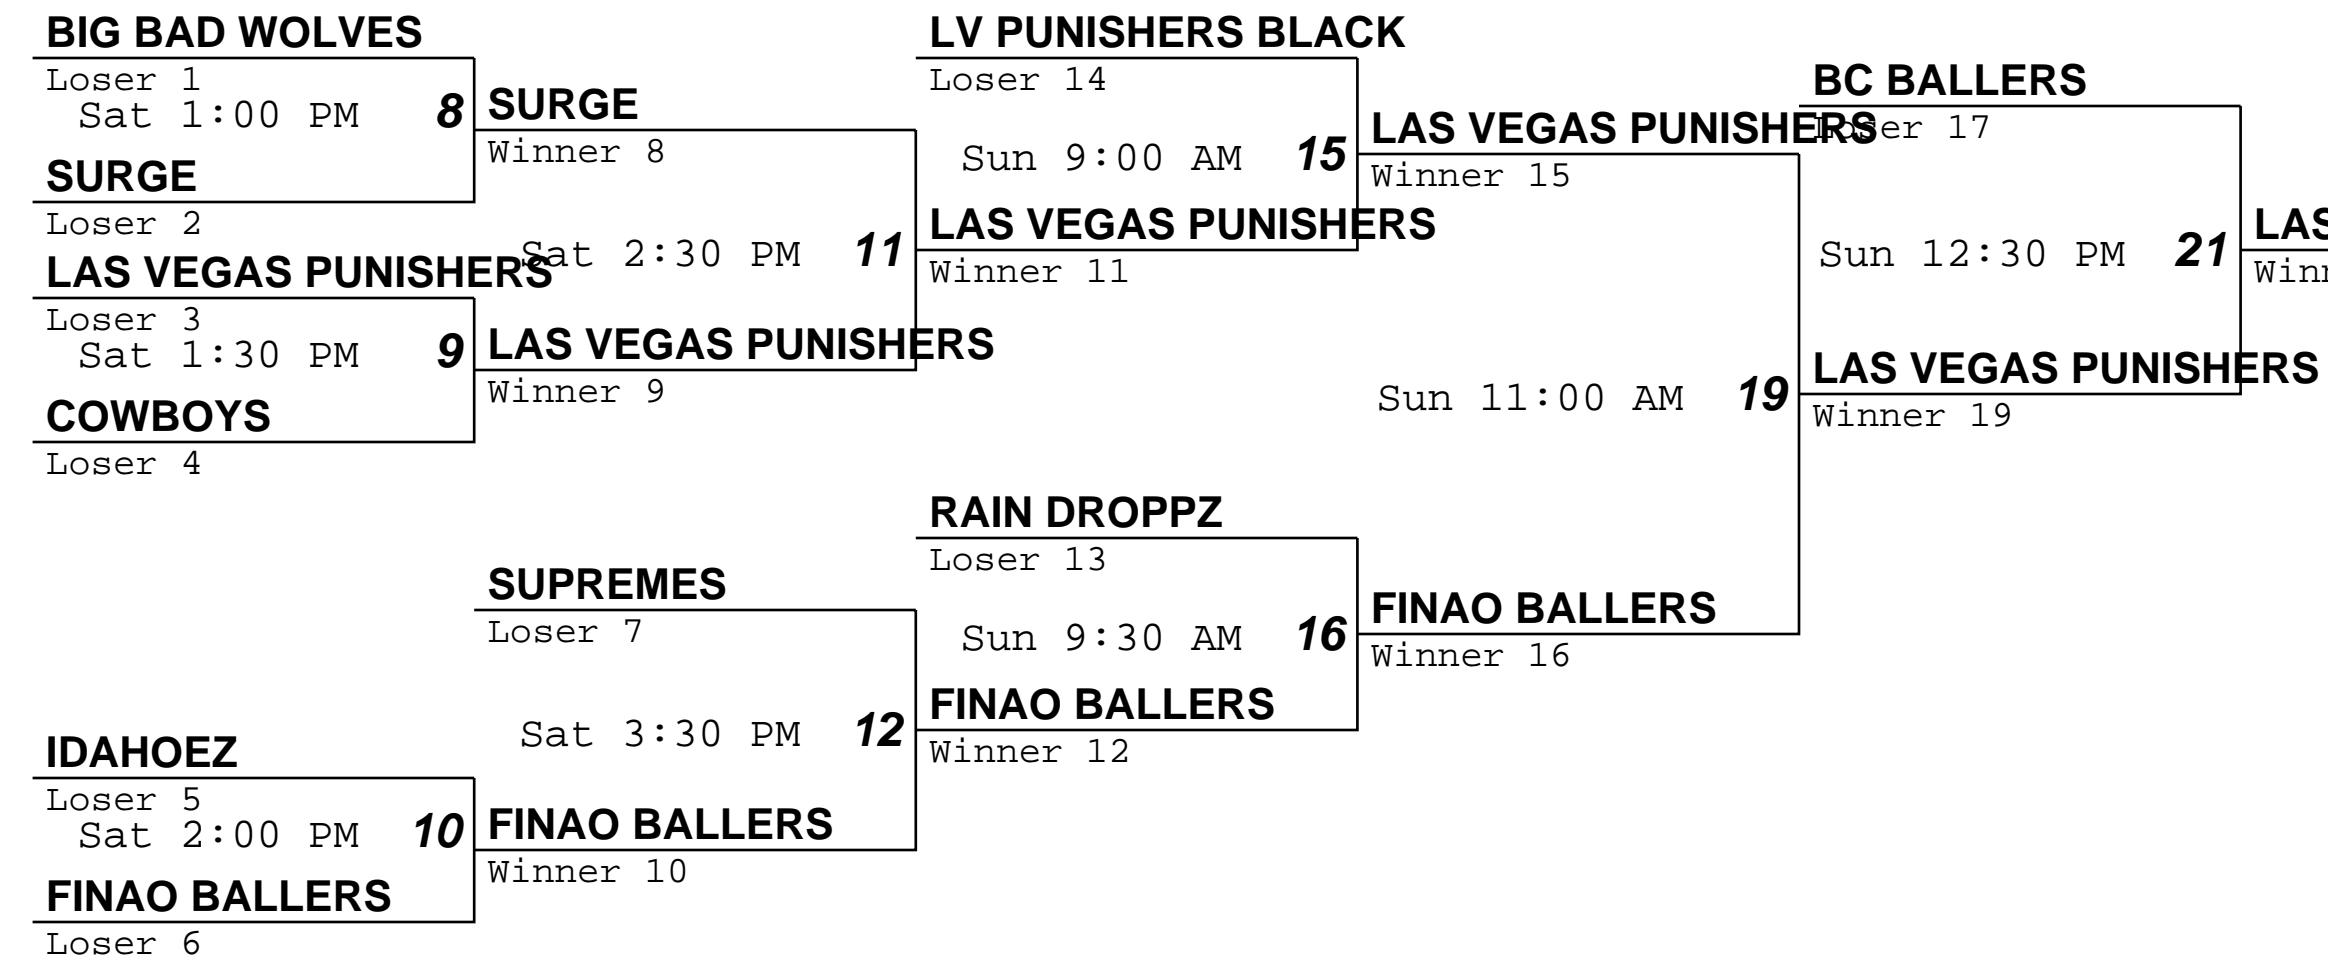 BIG BAD WOLVES
Loser 1
Sat 1:00 PM 8
SURGE
Loser 2
LAS VEGAS PUNISHERS
Loser 3
Sat 1:30 PM 9
COWBOYS
Loser 4
IDAHOEZ
Loser 5
Sat 2:00 PM 10
FINAO BALLERS
Loser 6
SURGE
Winner 8
Sat 2:30 PM 11
LAS VEGAS PUNISHERS
Winner 9
SUPREMES
Loser 7
Sat 3:30 PM 12
FINAO BALLERS
Winner 10
LV PUNISHERS BLACK
Loser 14
Sun 9:00 AM 15
LAS VEGAS PUNISHERS
Winner 11
RAIN DROPPZ
Loser 13
Sun 9:30 AM 16
FINAO BALLERS
Winner 12
LAS VEGAS PUNISHERS
Winner 15
Sun 11:00 AM 19
FINAO BALLERS
Winner 16
BC BALLERS
Loser 17
Sun 12:30 PM 21
LAS VEGAS PUNISHERS
Winner 19
LAS